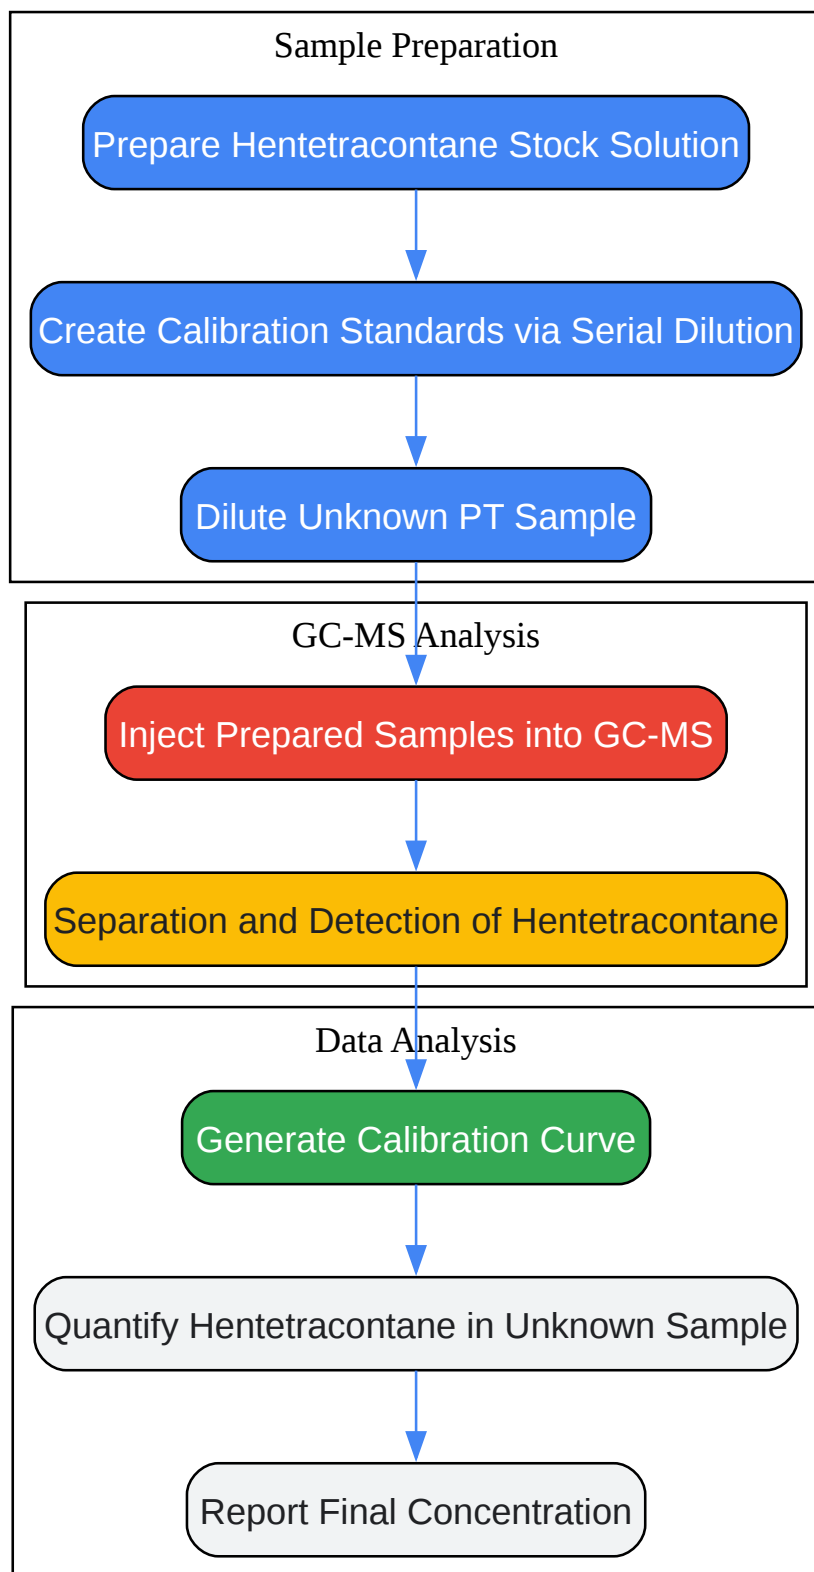 Sample Preparation
Prepare Hentetracontane Stock Solution
Create Calibration Standards via Serial Dilution
Dilute Unknown PT Sample
GC-MS Analysis
Inject Prepared Samples into GC-MS
Separation and Detection of Hentetracontane
Data Analysis
Generate Calibration Curve
Quantify Hentetracontane in Unknown Sample
Report Final Concentration